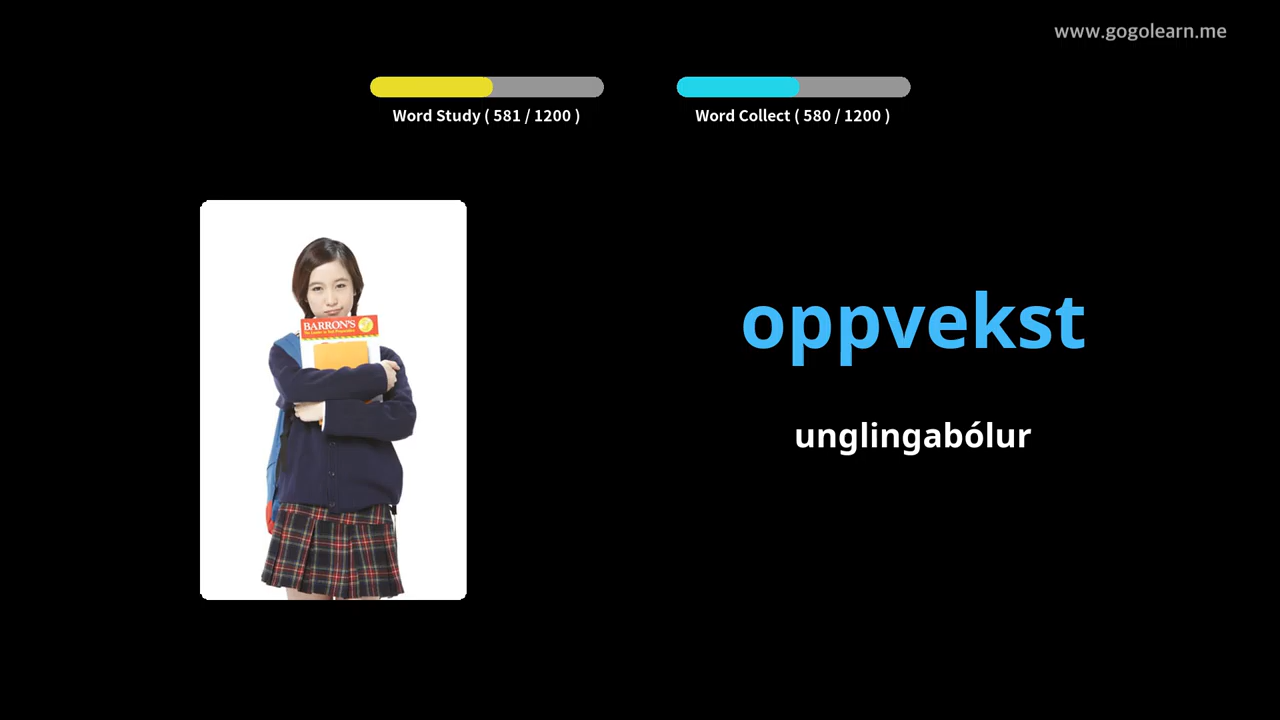 www.gogolearn.me
Word Study ( 581 / 1200 )
Word Collect ( 580 / 1200 )
BARRON'S
oppvekst
unglingabólur